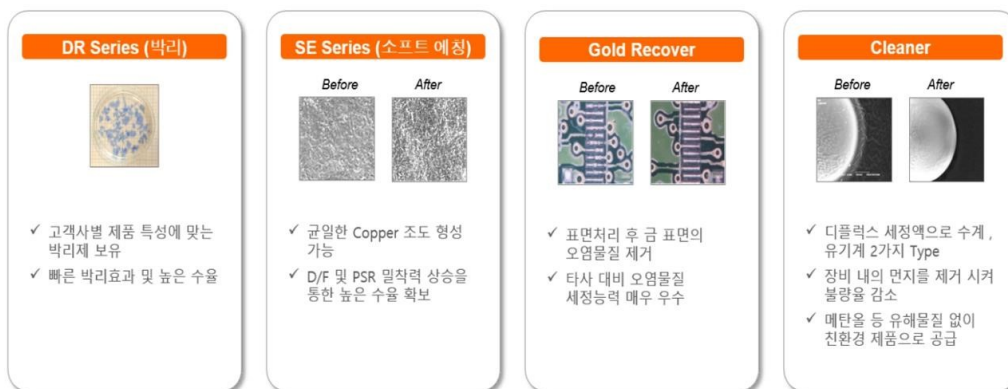 DR Series (박리)
✓ 고객사별 제품 특성에 맞는
박리제 보유
✓ 빠른 박리효과 및 높은 수율
SE Series (소프트 에칭)
Before After
✓ 균일한 Copper 조도 형성
가능
✓ D/F 및 PSR 밀착력 상승을
통한 높은 수율 확보
Gold Recover
Before After
✓ 표면처리 후 금 표면의
오염물질 제거
✓ 타사 대비 오염물질
세정능력 매우 우수
Cleaner
Before After
✓ 디플럭스 세정액으로 수계 ,
유기계 2가지 Type
✓ 장비 내의 먼지를 제거 시켜
불량율 감소
✓ 메탄올 등 유해물질 없이
친환경 제품으로 공급